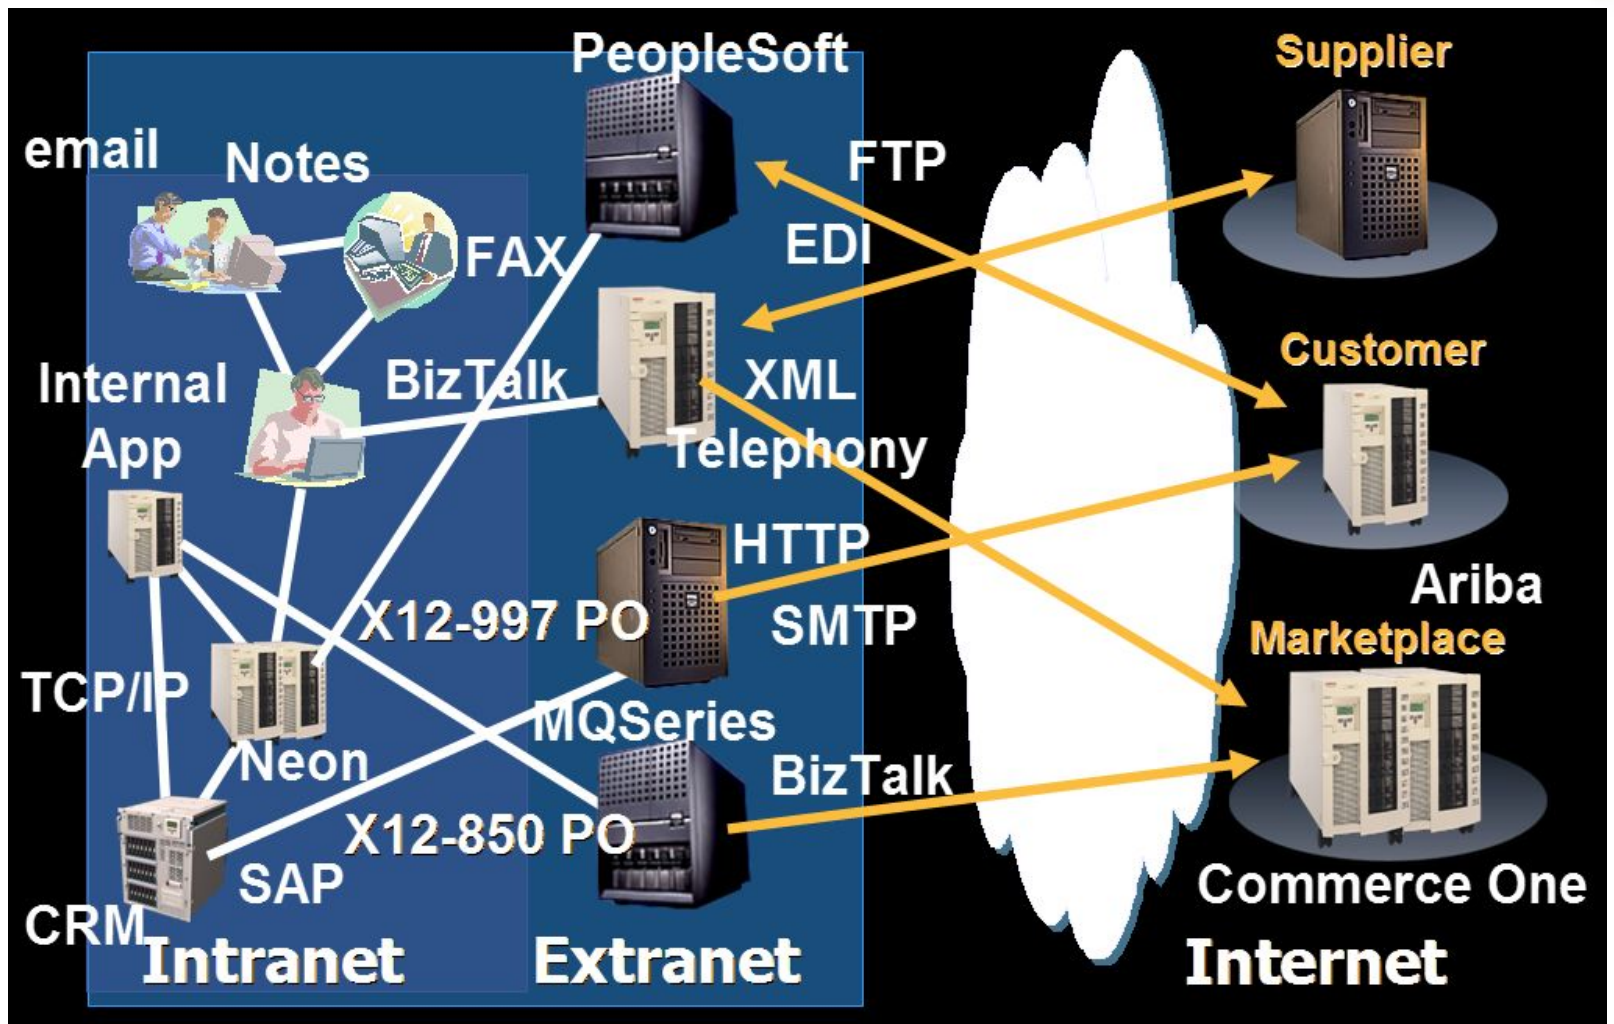 PeopleSoft
Supplier
email
Notes
FTP
FAX
EDI
Customer
Internal
App
BizTalk
XML
Telephony
HTTP
Ariba
X12-997 PO
SMTP
Marketplace
TCP/IP
MQSeries
Neon
BizTalk
X12-850 PO
SAP
Commerce One
CRM
Intranet
Extranet
Internet